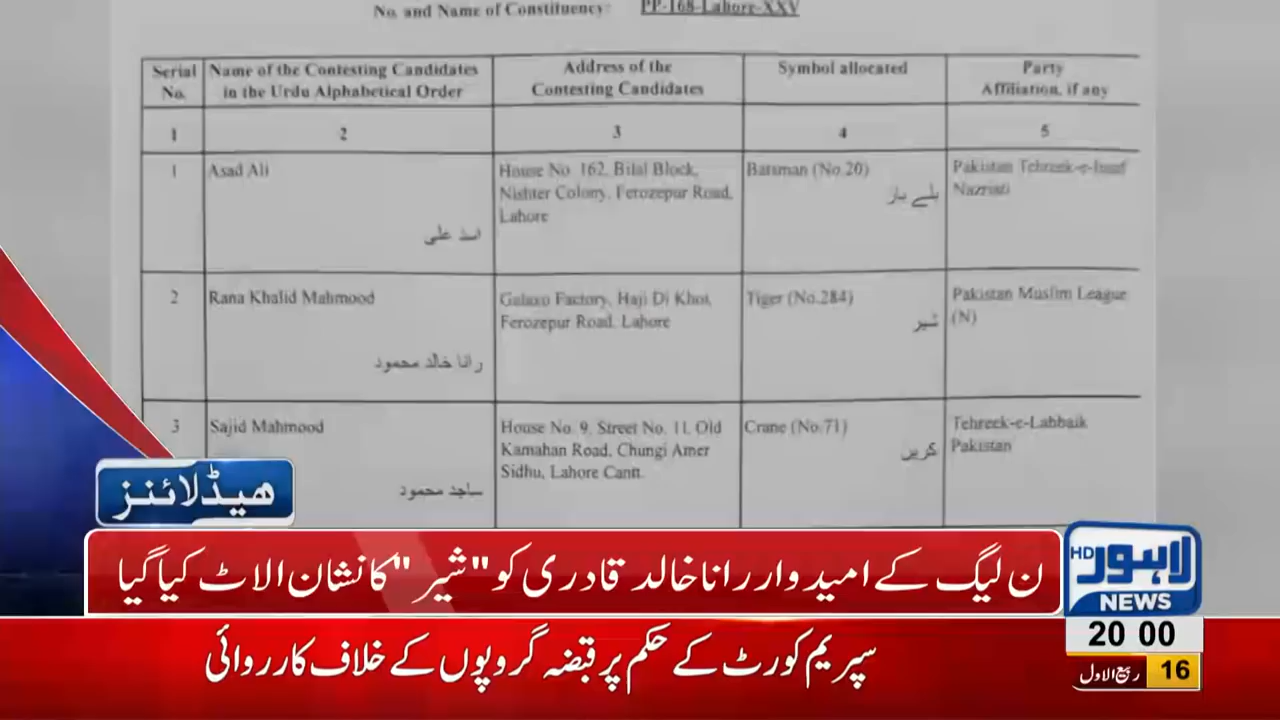 No. and Name of Constituency: PP-168-Lahore-XXV
Serial No. Name of the Contesting Candidates in the Urdu Alphabetical Order Address of the Contesting Candidates Symbol allocated Party Affiliation, if any
1 2 3 4 5
1 Asad Ali House No. 162, Bilal Block, Nishter Colony, Ferozepur Road, Lahore Batsman (No.20) Pakistan Tehreek-e-Insaf
اسد علی بلے باز
2 Rana Khalid Mahmood Galaxo Factory, Haji Di Khot, Ferozepur Road, Lahore Tiger (No.284) Pakistan Muslim League (N)
رانا خالد محمود شیر
3 Sajid Mahmood House No. 9, Street No. 11, Old Kamahan Road, Chungi Amer Sidhu, Lahore Cantt. Crane (No.71) Tehreek-e-Labbaik Pakistan
ساجد محمود کرین
ھیڈلائنز
ن لیگ کے امیدوار رانا خالد قادری کو "شیر" کا نشان الاٹ کیا گیا
سپریم کورٹ کے حکم پر قبضہ گروپوں کے خلاف کارروائی
لاہور HD
NEWS
20 00
16 ربیع الاول